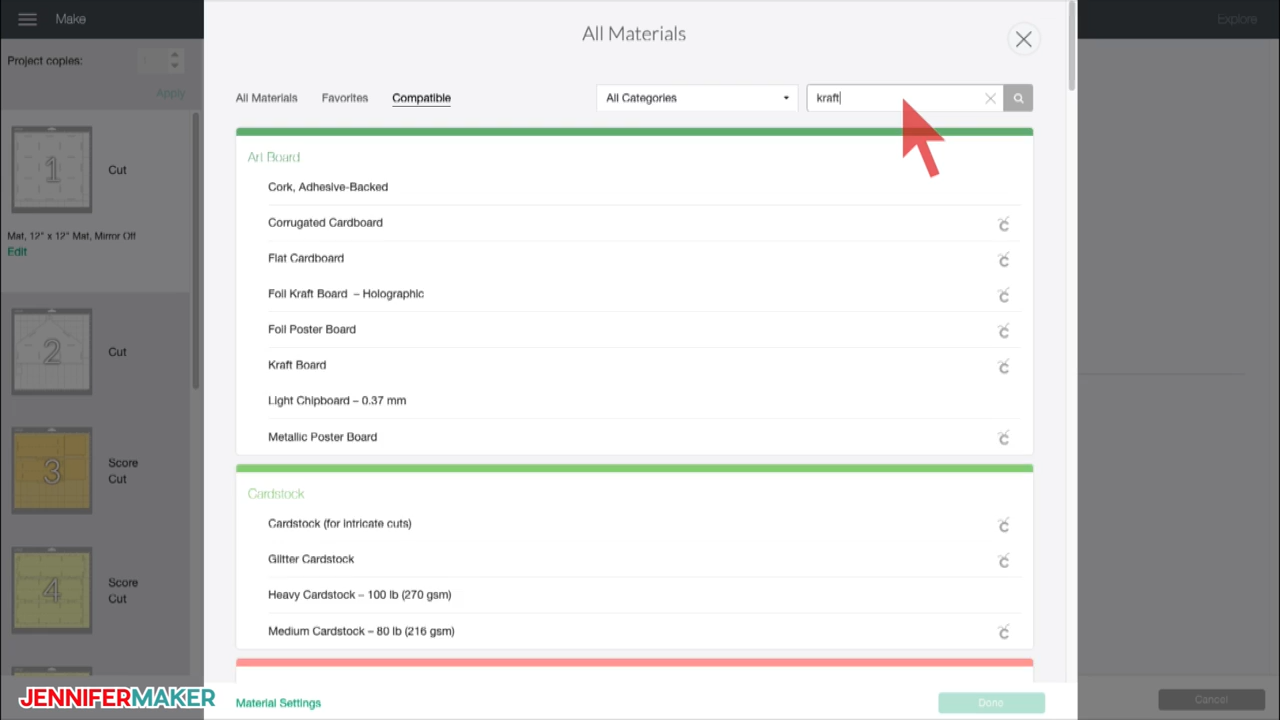 Make
Explore
All Materials
Project copies:
Apply
All Materials Favorites Compatible All Categories kraft
1 Cut
Mat, 12" x 12" Mat, Mirror Off
Edit
2 Cut
3 Score
Cut
4 Score
Cut
Art Board
Cork, Adhesive-Backed
Corrugated Cardboard
Flat Cardboard
Foil Kraft Board – Holographic
Foil Poster Board
Kraft Board
Light Chipboard – 0.37 mm
Metallic Poster Board
Cardstock
Cardstock (for intricate cuts)
Glitter Cardstock
Heavy Cardstock – 100 lb (270 gsm)
Medium Cardstock – 80 lb (216 gsm)
Material Settings
Done
Cancel
JENNIFERMAKER